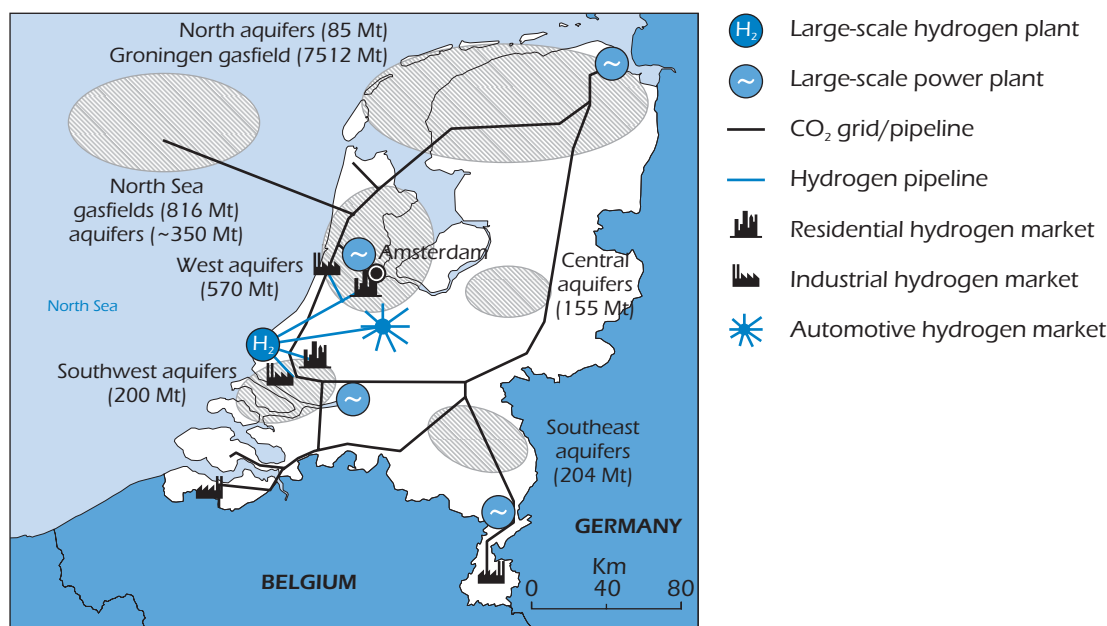 North aquifers (85 Mt)
Groningen gasfield (7512 Mt)
North Sea
gasfields (816 Mt)
aquifers (~350 Mt)
West aquifers
(570 Mt)
Amsterdam
Central
aquifers
(155 Mt)
North Sea
H₂
Southwest aquifers
(200 Mt)
Southeast
aquifers
(204 Mt)
GERMANY
BELGIUM
Km
0 40 80
H₂ Large-scale hydrogen plant
~ Large-scale power plant
CO₂ grid/pipeline
Hydrogen pipeline
Residential hydrogen market
Industrial hydrogen market
Automotive hydrogen market